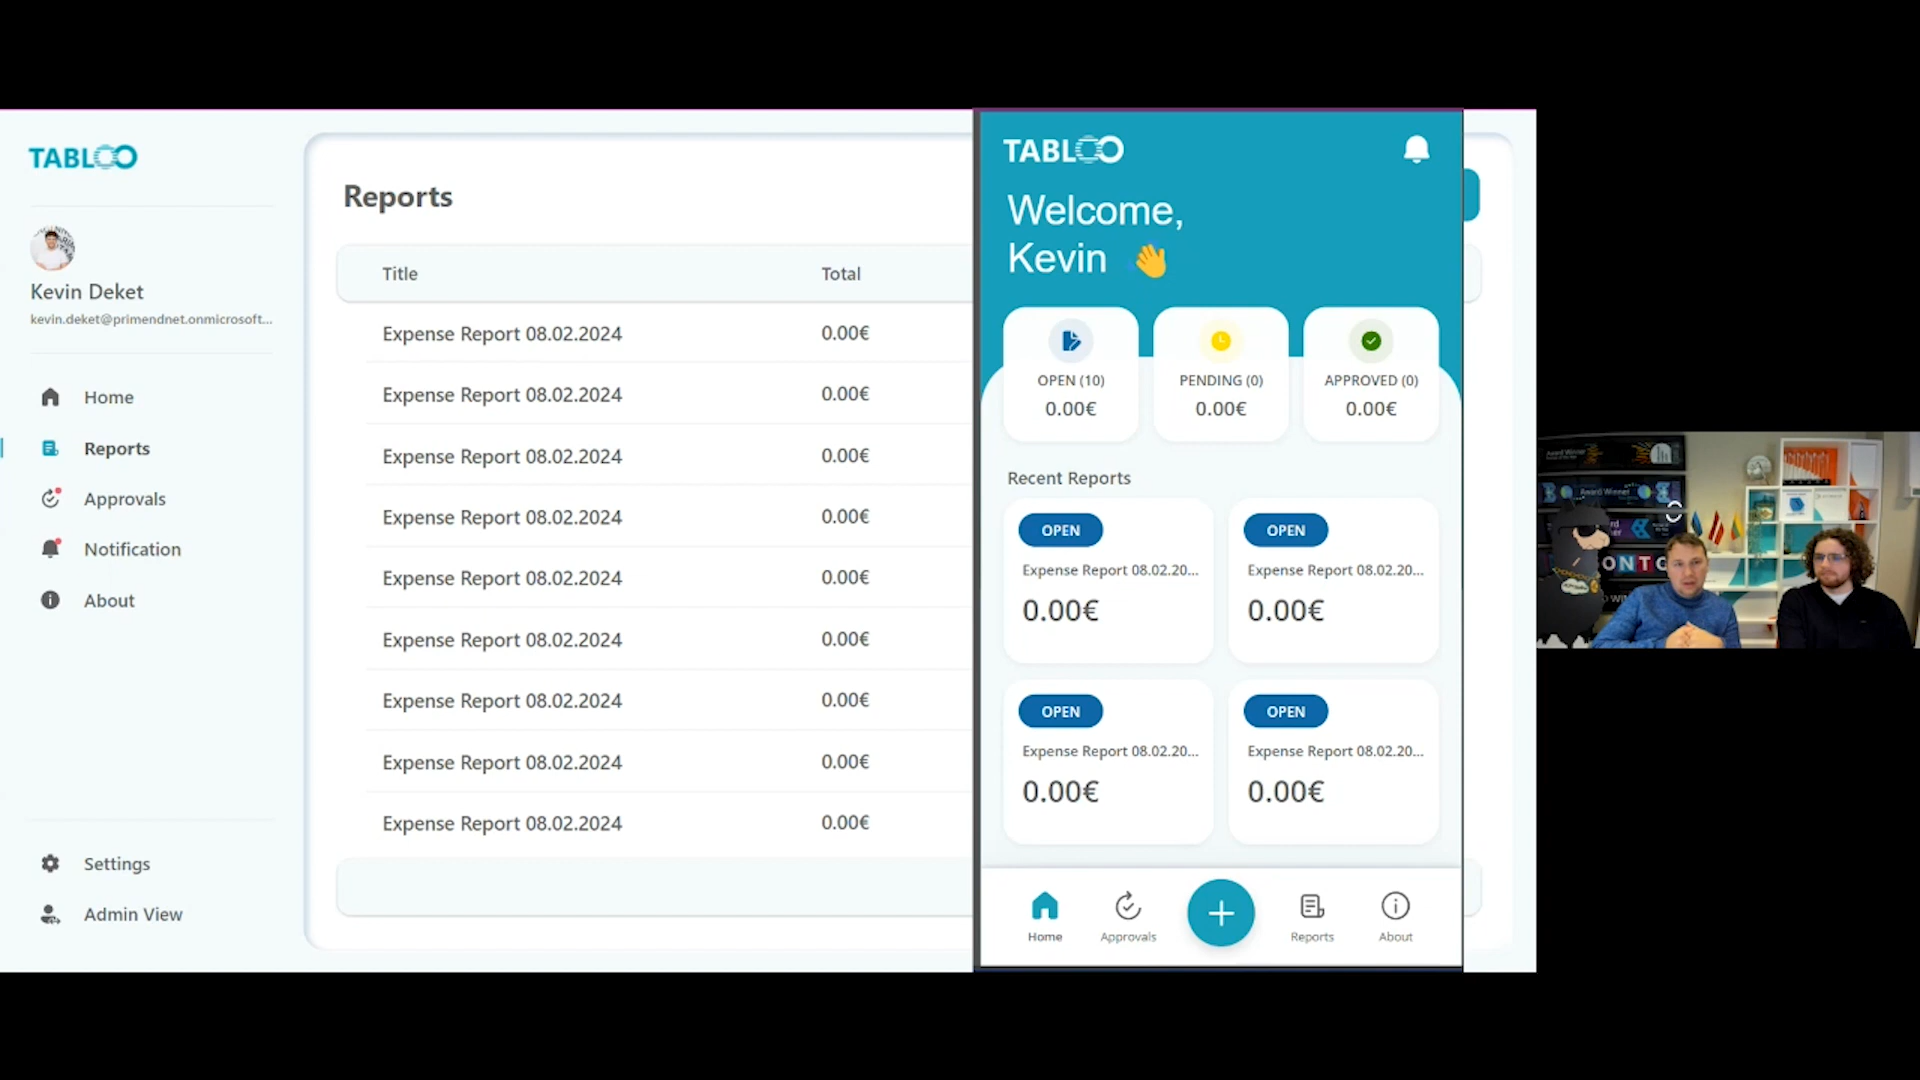 TABLOO
Kevin Deket
kevin.deket@primendnet.onmicrosoft...
Home
Reports
Approvals
Notification
About
Settings
Admin View
Reports
Title Total
Expense Report 08.02.2024 0.00€
Expense Report 08.02.2024 0.00€
Expense Report 08.02.2024 0.00€
Expense Report 08.02.2024 0.00€
Expense Report 08.02.2024 0.00€
Expense Report 08.02.2024 0.00€
Expense Report 08.02.2024 0.00€
Expense Report 08.02.2024 0.00€
Expense Report 08.02.2024 0.00€
TABLOO
Welcome,
Kevin
OPEN (10) PENDING (0) APPROVED (0)
0.00€ 0.00€ 0.00€
Recent Reports
OPEN OPEN
Expense Report 08.02.20... Expense Report 08.02.20...
0.00€ 0.00€
OPEN OPEN
Expense Report 08.02.20... Expense Report 08.02.20...
0.00€ 0.00€
Home Approvals Reports About
Award Winner
Award Winner